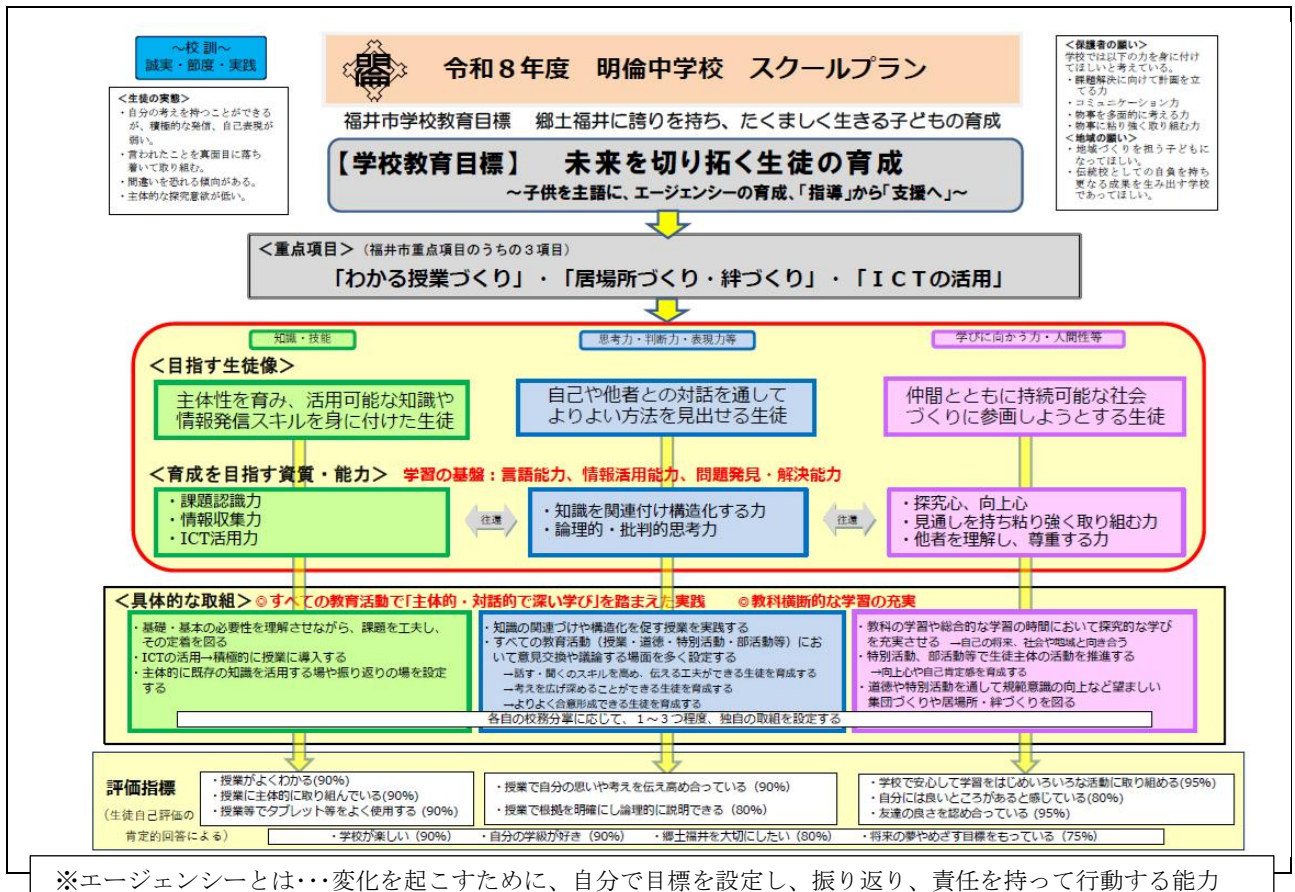 ～校 訓～
誠実・節度・実践
＜生徒の実態＞
・自分の考えを持つことができる
が、積極的な発信、自己表現が
弱い。
・言われたことを真面目に落ち
着いて取り組む。
・間違いを恐れる傾向がある。
・主体的な探究意欲が低い。
明倫
令和８年度 明倫中学校 スクールプラン
福井市学校教育目標 郷土福井に誇りを持ち、たくましく生きる子どもの育成
【学校教育目標】 未来を切り拓く生徒の育成
～子供を主語に、エージェンシーの育成、「指導」から「支援へ」～
＜保護者の願い＞
学校では以下の力を身に付け
てほしいと考えている。
・課題解決に向けて計画を立
てる力
・コミュニケーション力
・物事を多面的に考える力
・物事に粘り強く取り組む力
＜地域の願い＞
・地域づくりを担う子どもに
なってほしい。
・伝統校としての自負を持ち
更なる成果を生み出す学校
であってほしい。
＜重点項目＞（福井市重点項目のうちの３項目）
「わかる授業づくり」・「居場所づくり・絆づくり」・「ＩＣＴの活用」
知識・技能
思考力・判断力・表現力等
学びに向かう力・人間性等
＜目指す生徒像＞
主体性を育み、活用可能な知識や
情報発信スキルを身に付けた生徒
自己や他者との対話を通して
よりよい方法を見出せる生徒
仲間とともに持続可能な社会
づくりに参画しようとする生徒
＜育成を目指す資質・能力＞ 学習の基盤：言語能力、情報活用能力、問題発見・解決能力
・課題認識力
・情報収集力
・ICT活用力
往還
・知識を関連付け構造化する力
・論理的・批判的思考力
往還
・探究心、向上心
・見通しを持ち粘り強く取り組む力
・他者を理解し、尊重する力
＜具体的な取組＞◎すべての教育活動で「主体的・対話的で深い学び」を踏まえた実践 ◎教科横断的な学習の充実
・基礎・基本の必要性を理解させながら、課題を工夫し、
その定着を図る
・ICTの活用→積極的に授業に導入する
・主体的に既存の知識を活用する場や振り返りの場を設定
する
・知識の関連づけや構造化を促す授業を実践する
・すべての教育活動（授業・道徳・特別活動・部活動等）にお
いて意見交換や議論する場面を多く設定する
→話す・聞くのスキルを高め、伝える工夫ができる生徒を育成する
→考えを広げ深めることができる生徒を育成する
→よりよく合意形成できる生徒を育成する
・教科の学習や総合的な学習の時間において探究的な学び
を充実させる →自己の将来、社会や地域と向き合う
・特別活動、部活動等で生徒主体の活動を推進する
→向上心や自己肯定感を育成する
・道徳や特別活動を通して規範意識の向上など望ましい
集団づくりや居場所・絆づくりを図る
各自の校務分掌に応じて、１～３つ程度、独自の取組を設定する
評価指標
（生徒自己評価の
肯定的回答による）
・授業がよくわかる(90%)
・授業に主体的に取り組んでいる(90%)
・授業等でタブレット等をよく使用する（90%）
・授業で自分の思いや考えを伝え高め合っている（90%）
・授業で根拠を明確にし論理的に説明できる（80%）
・学校で安心して学習をはじめいろいろな活動に取り組める(95%)
・自分には良いところがあると感じている(80%)
・友達の良さを認め合っている（95%）
・学校が楽しい（90%） ・自分の学級が好き（90%） ・郷土福井を大切にしたい（80%） ・将来の夢やめざす目標をもっている（75%）
※エージェンシーとは･･･変化を起こすために、自分で目標を設定し、振り返り、責任を持って行動する能力